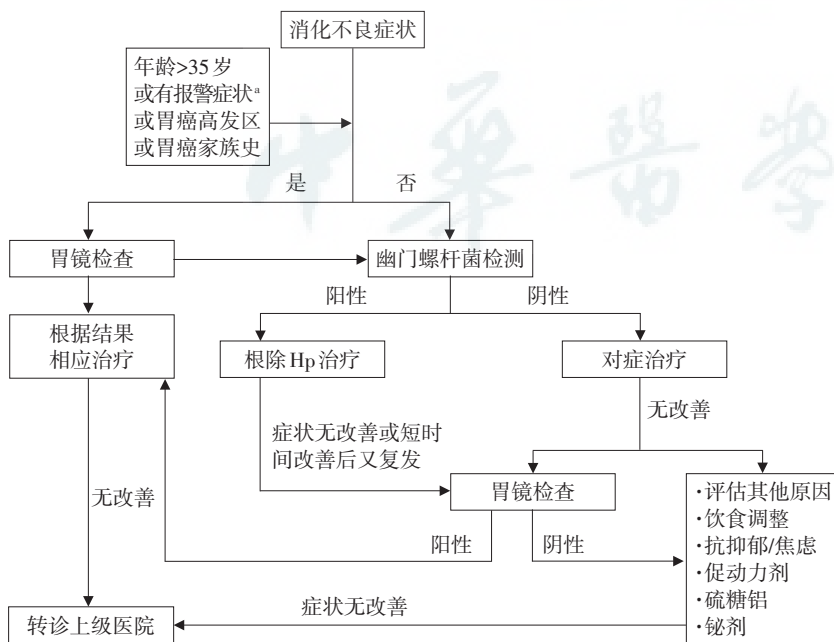 消化不良症状
年龄>35岁
或有报警症状ᵃ
或胃癌高发区
或胃癌家族史
是
否
胃镜检查
幽门螺杆菌检测
阳性
阴性
根据结果
相应治疗
根除Hp治疗
对症治疗
无改善
症状无改善或短时
间改善后又复发
胃镜检查
·评估其他原因
·饮食调整
·抗抑郁/焦虑
·促动力剂
·硫糖铝
·铋剂
无改善
阳性
阴性
症状无改善
转诊上级医院
中華醫學